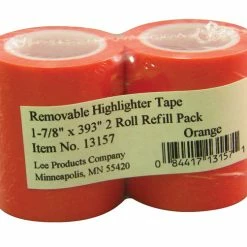 Removable Highlighter Tape
1-7/8" x 393" 2 Roll Refill Pack
Item No. 13157
Orange
Lee Products Company
Minneapolis, MN 55420
0 84417 13157